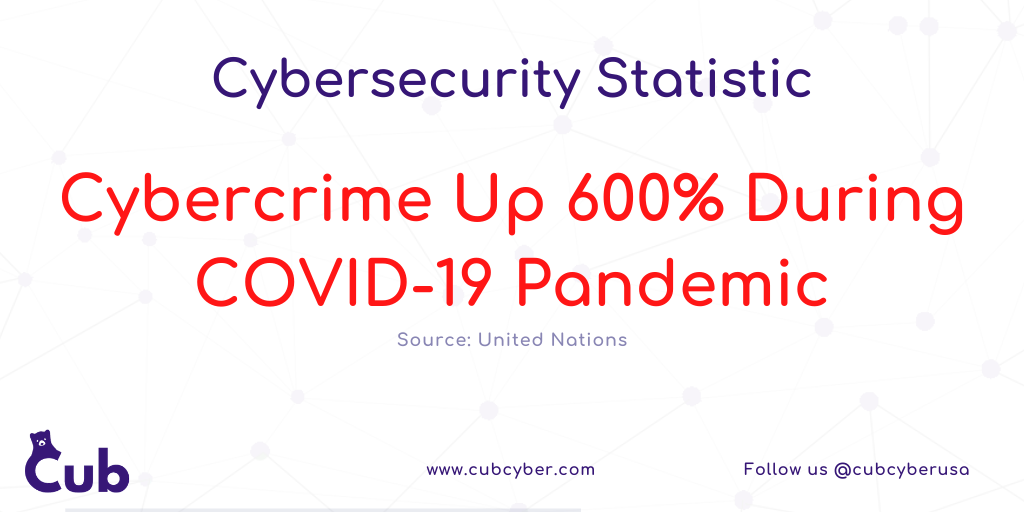 Cybersecurity Statistic
Cybercrime Up 600% During
COVID-19 Pandemic
Source: United Nations
Cub
www.cubcyber.com
Follow us @cubcyberusa